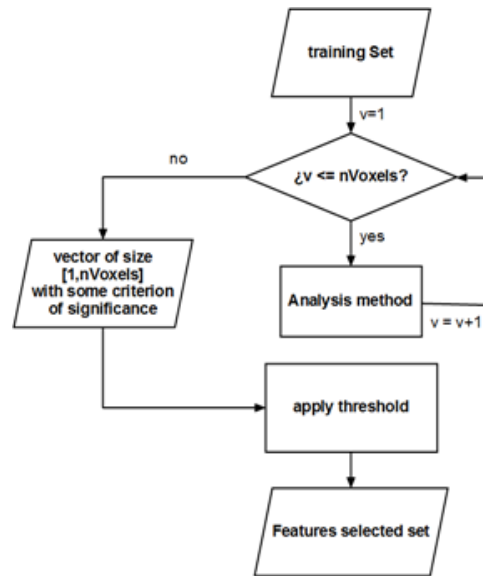 training Set
v=1
¿v <= nVoxels?
no
yes
vector of size
[1,nVoxels]
with some criterion
of significance
Analysis method
v = v+1
apply threshold
Features selected set